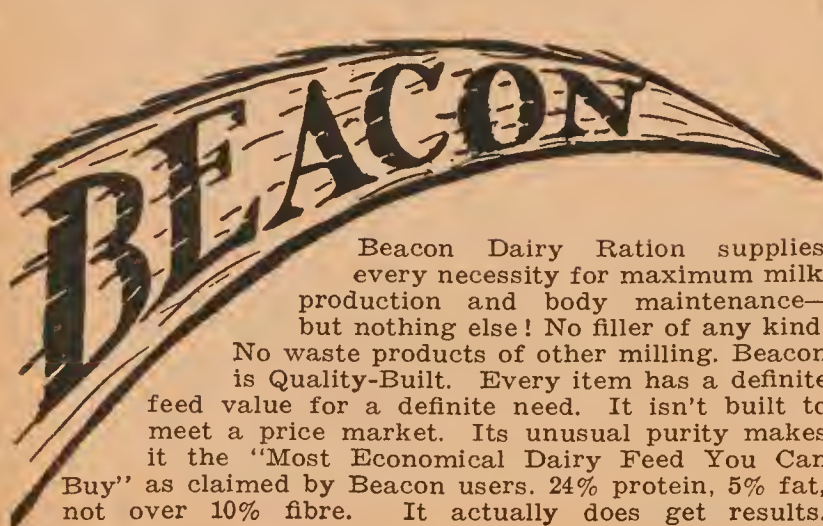 BEACON
Beacon Dairy Ration supplies
every necessity for maximum milk
production and body maintenance—
but nothing else! No filler of any kind
No waste products of other milling. Beacon
is Quality-Built. Every item has a definite
feed value for a definite need. It isn't built to
meet a price market. Its unusual purity makes
it the "Most Economical Dairy Feed You Can
Buy" as claimed by Beacon users. 24% protein, 5% fat,
not over 10% fibre. It actually does get results.